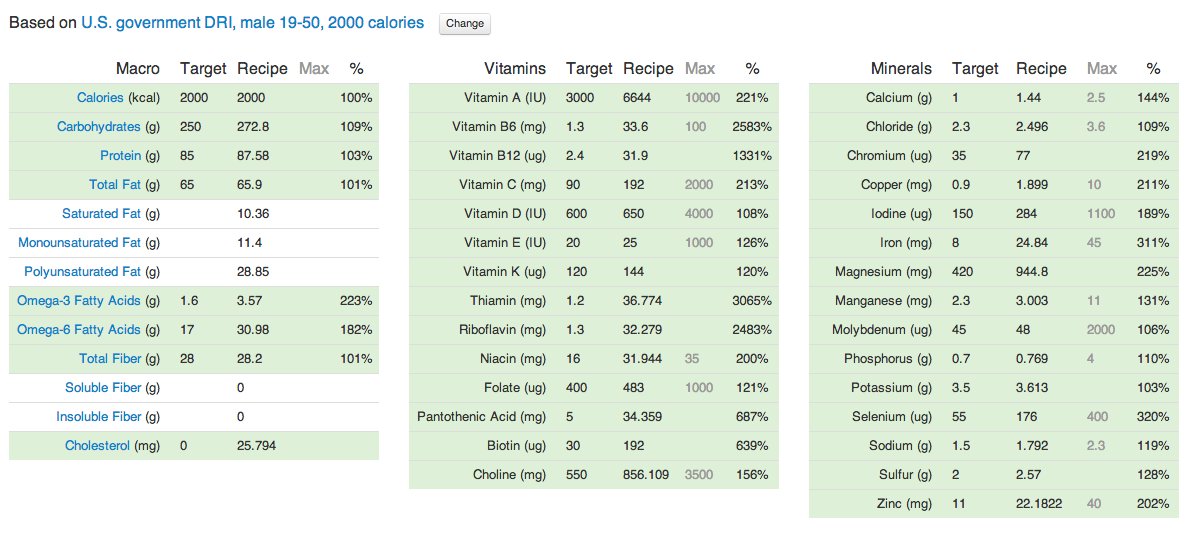 Based on U.S. government DRI, male 19-50, 2000 calories Change
Macro Target Recipe Max %
Calories (kcal) 2000 2000 100%
Carbohydrates (g) 250 272.8 109%
Protein (g) 85 87.58 103%
Total Fat (g) 65 65.9 101%
Saturated Fat (g) 10.36
Monounsaturated Fat (g) 11.4
Polyunsaturated Fat (g) 28.85
Omega-3 Fatty Acids (g) 1.6 3.57 223%
Omega-6 Fatty Acids (g) 17 30.98 182%
Total Fiber (g) 28 28.2 101%
Soluble Fiber (g) 0
Insoluble Fiber (g) 0
Cholesterol (mg) 0 25.794
Vitamins Target Recipe Max %
Vitamin A (IU) 3000 6644 10000 221%
Vitamin B6 (mg) 1.3 33.6 100 2583%
Vitamin B12 (ug) 2.4 31.9 1331%
Vitamin C (mg) 90 192 2000 213%
Vitamin D (IU) 600 650 4000 108%
Vitamin E (IU) 20 25 1000 126%
Vitamin K (ug) 120 144 120%
Thiamin (mg) 1.2 36.774 3065%
Riboflavin (mg) 1.3 32.279 2483%
Niacin (mg) 16 31.944 35 200%
Folate (ug) 400 483 1000 121%
Pantothenic Acid (mg) 5 34.359 687%
Biotin (ug) 30 192 639%
Choline (mg) 550 856.109 3500 156%
Minerals Target Recipe Max %
Calcium (g) 1 1.44 2.5 144%
Chloride (g) 2.3 2.496 3.6 109%
Chromium (ug) 35 77 219%
Copper (mg) 0.9 1.899 10 211%
Iodine (ug) 150 284 1100 189%
Iron (mg) 8 24.84 45 311%
Magnesium (mg) 420 944.8 225%
Manganese (mg) 2.3 3.003 11 131%
Molybdenum (ug) 45 48 2000 106%
Phosphorus (g) 0.7 0.769 4 110%
Potassium (g) 3.5 3.613 103%
Selenium (ug) 55 176 400 320%
Sodium (g) 1.5 1.792 2.3 119%
Sulfur (g) 2 2.57 128%
Zinc (mg) 11 22.1822 40 202%